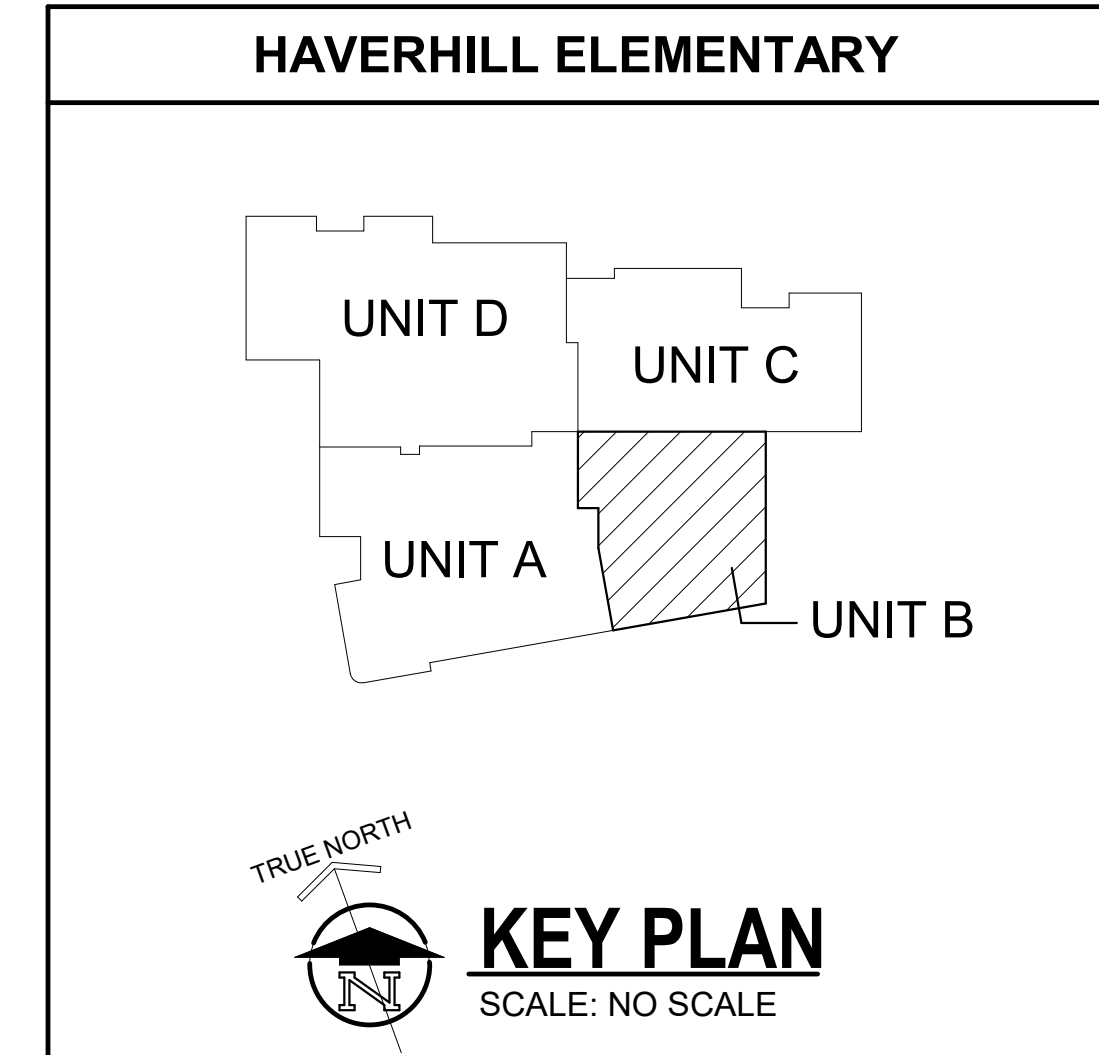 HAVERHILL ELEMENTARY
UNIT D
UNIT C
UNIT A
UNIT B
TRUE NORTH
N
KEY PLAN
SCALE: NO SCALE